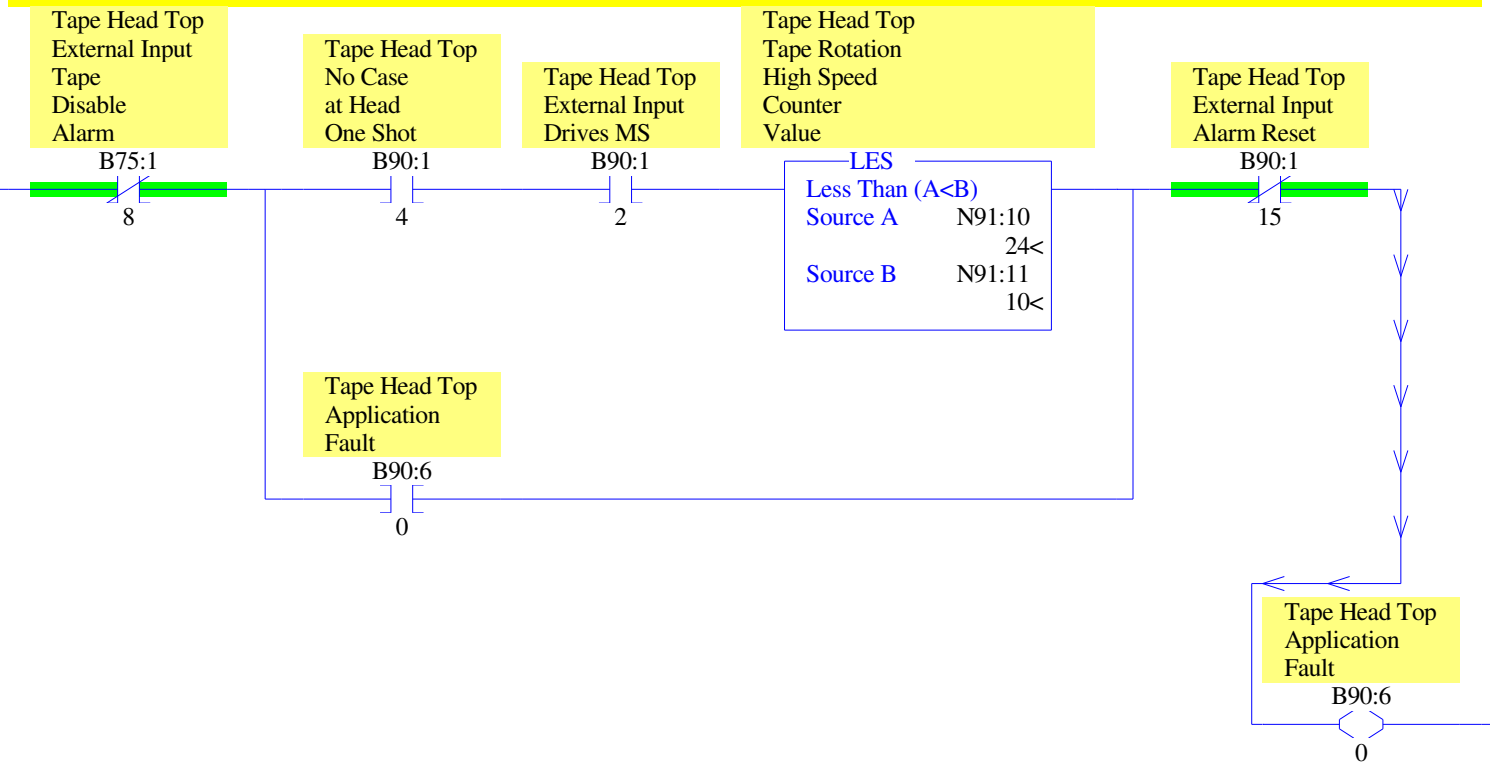 Tape Head Top
External Input
Tape
Disable
Alarm
B75:1
8
Tape Head Top
No Case
at Head
One Shot
B90:1
4
Tape Head Top
External Input
Drives MS
B90:1
2
Tape Head Top
Tape Rotation
High Speed
Counter
Value
LES
Less Than (A<B)
Source A N91:10
24<
Source B N91:11
10<
Tape Head Top
External Input
Alarm Reset
B90:1
15
Tape Head Top
Application
Fault
B90:6
0
Tape Head Top
Application
Fault
B90:6
0